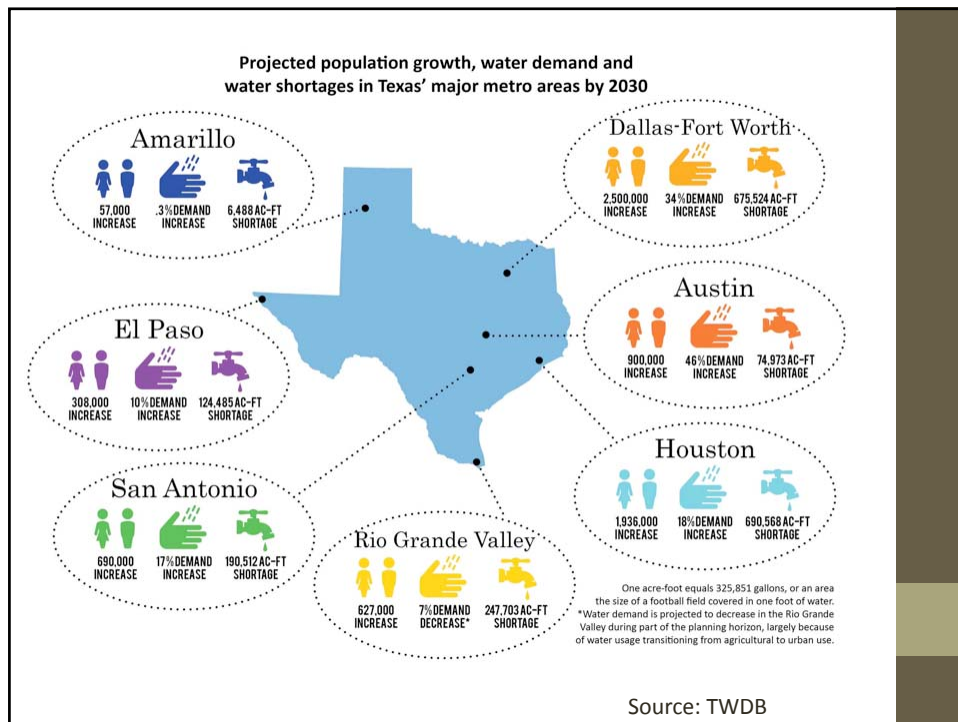 Projected population growth, water demand and
water shortages in Texas' major metro areas by 2030
Amarillo
57,000 INCREASE
.3% DEMAND INCREASE
6,488 AC-FT SHORTAGE
Dallas-Fort Worth
2,500,000 INCREASE
34% DEMAND INCREASE
675,524 AC-FT SHORTAGE
El Paso
308,000 INCREASE
10% DEMAND INCREASE
124,485 AC-FT SHORTAGE
Austin
900,000 INCREASE
46% DEMAND INCREASE
74,973 AC-FT SHORTAGE
San Antonio
690,000 INCREASE
17% DEMAND INCREASE
190,512 AC-FT SHORTAGE
Houston
1,936,000 INCREASE
18% DEMAND INCREASE
690,568 AC-FT SHORTAGE
Rio Grande Valley
627,000 INCREASE
7% DEMAND DECREASE*
247,703 AC-FT SHORTAGE
One acre-foot equals 325,851 gallons, or an area
the size of a football field covered in one foot of water.
*Water demand is projected to decrease in the Rio Grande
Valley during part of the planning horizon, largely because
of water usage transitioning from agricultural to urban use.
Source: TWDB